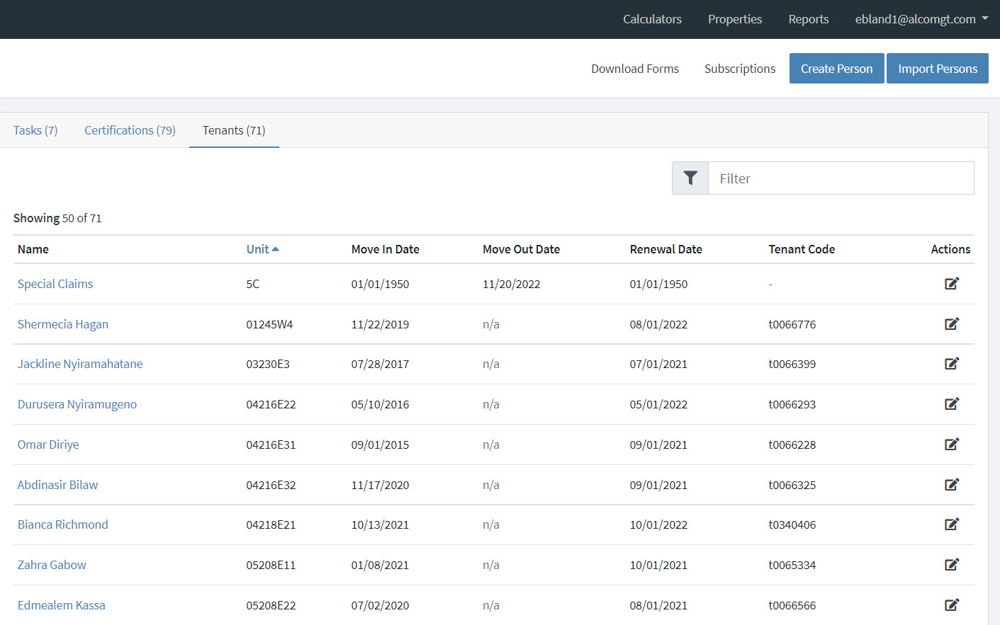 Calculators Properties Reports ebland1@alcomgt.com
Download Forms Subscriptions Create Person Import Persons
Tasks (7) Certifications (79) Tenants (71)
Filter
Showing 50 of 71
Name Unit Move In Date Move Out Date Renewal Date Tenant Code Actions
Special Claims 5C 01/01/1950 11/20/2022 01/01/1950 -
Shermecia Hagan 01245W4 11/22/2019 n/a 08/01/2022 t0066776
Jackline Nyiramahatane 03230E3 07/28/2017 n/a 07/01/2021 t0066399
Durusera Nyiramugeno 04216E22 05/10/2016 n/a 05/01/2022 t0066293
Omar Diriye 04216E31 09/01/2015 n/a 09/01/2021 t0066228
Abdinasir Bilaw 04216E32 11/17/2020 n/a 09/01/2021 t0066325
Bianca Richmond 04218E21 10/13/2021 n/a 10/01/2022 t0340406
Zahra Gabow 05208E11 01/08/2021 n/a 10/01/2021 t0065334
Edmealem Kassa 05208E22 07/02/2020 n/a 08/01/2021 t0066566